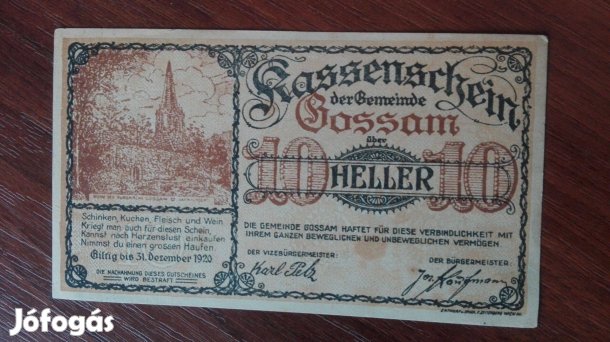 Schinken, Kuchen, Fleisch und Wein
Kriegt man auch für diesen Schein,
Kannst nach Herzenslust einkaufen
Nimmst du einen grossen Haufen.
Giltig bis 31. Dezember 1920
DIE NACHAHMUNG DIESES GUTSCHEINES
WIRD BESTRAFT
Kassenschein
der Gemeinde
Gossam
über
10 HELLER 10
DIE GEMEINDE GOSSAM HAFTET FÜR DIESE VERBINDLICHKEIT MIT
IHREM GANZEN BEWEGLICHEN UND UNBEWEGLICHEN VERMÖGEN.
DER VIZEBÜRGERMEISTER:
DER BÜRGERMEISTER:
Karl Petz
Jófogás